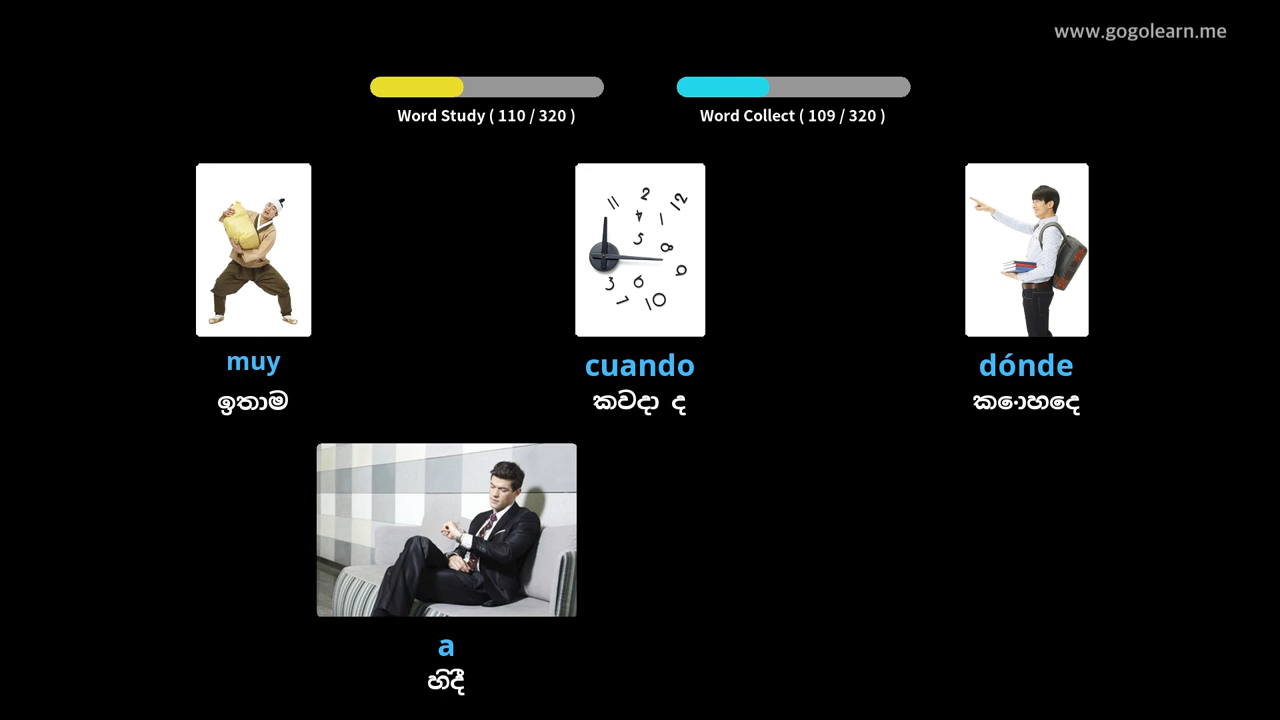 www.gogolearn.me
Word Study ( 110 / 320 )
Word Collect ( 109 / 320 )
muy
ඉතාම
cuando
කවදා ද
dónde
කොහෙද
a
හිදී